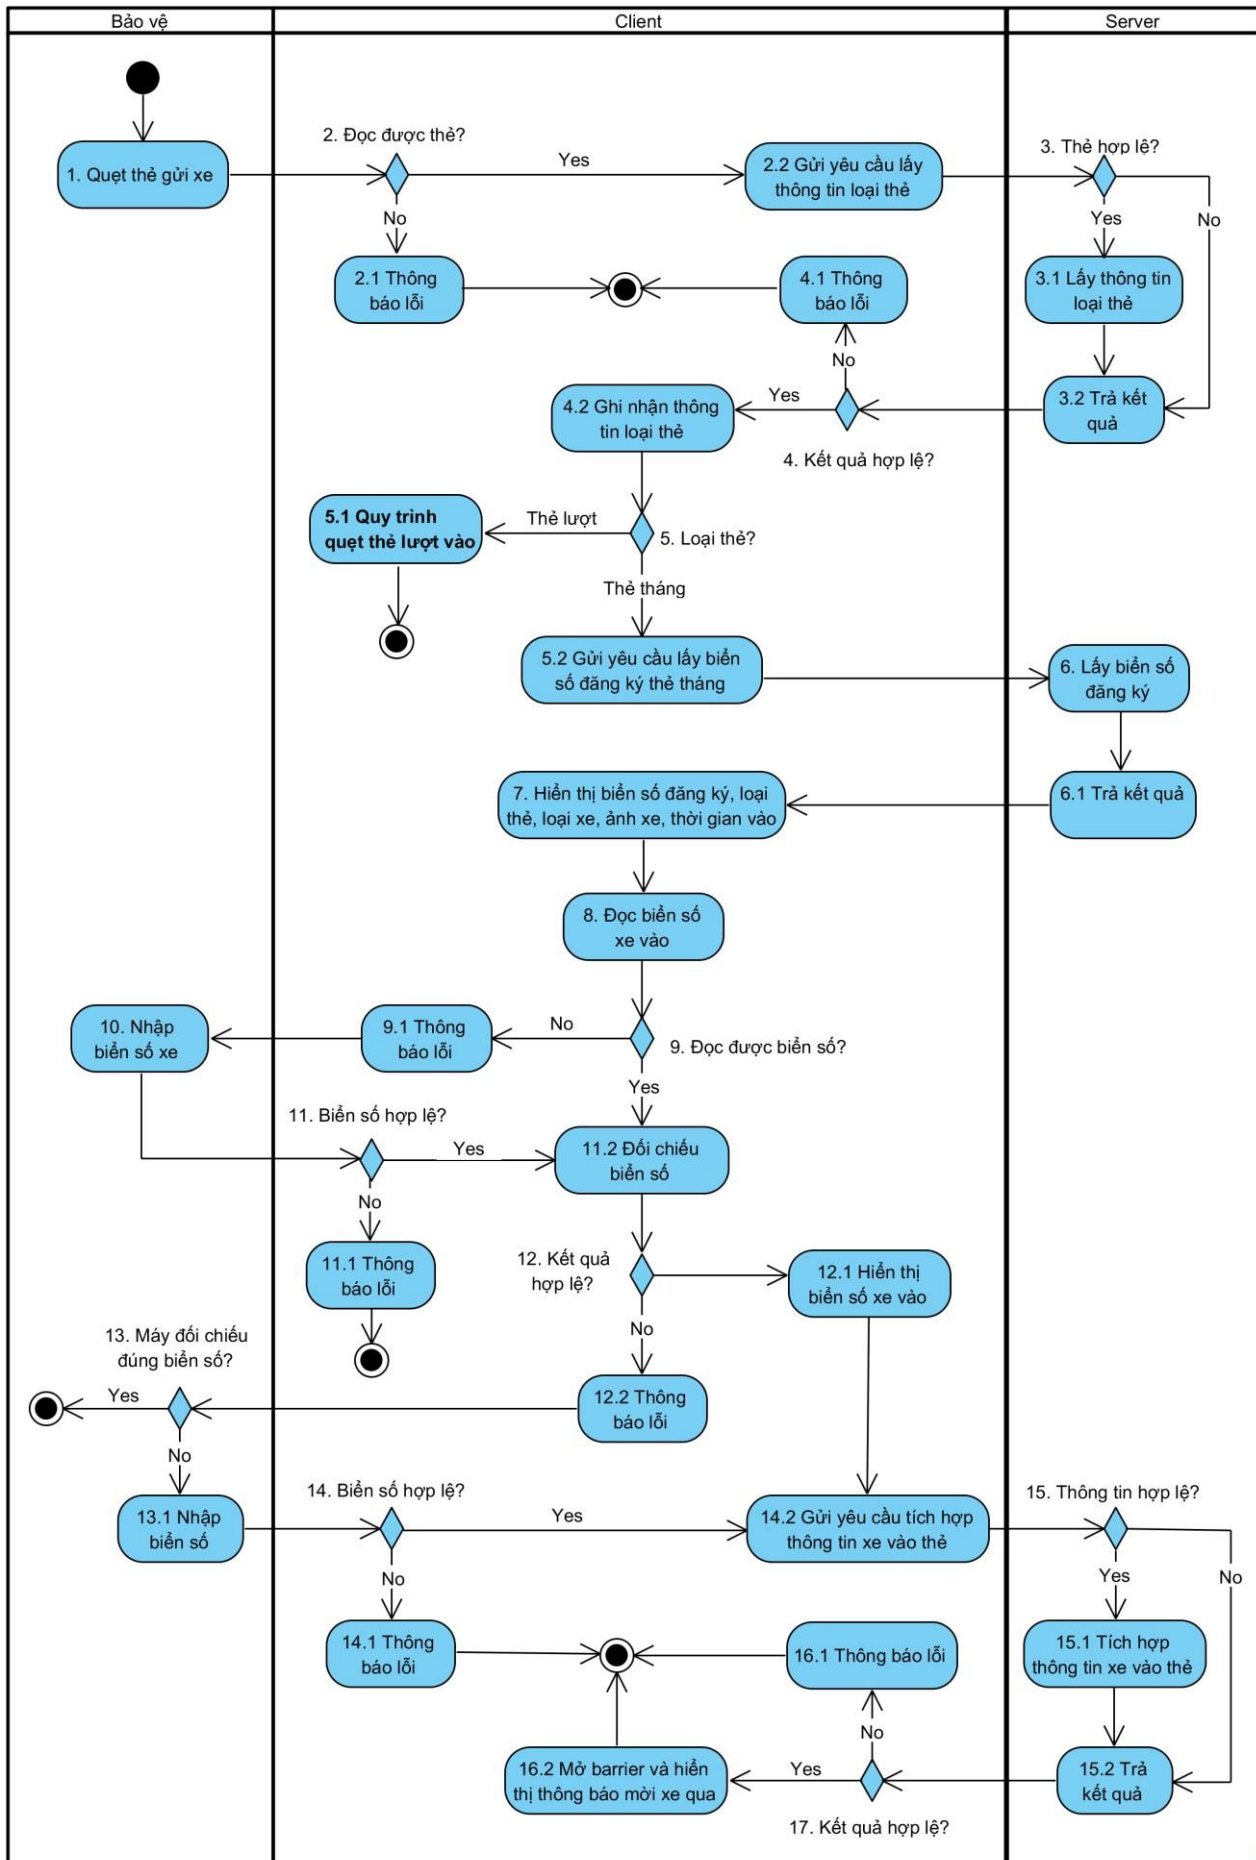 Bảo vệ
Client
Server
2. Đọc được thẻ?
3. Thẻ hợp lệ?
1. Quẹt thẻ gửi xe
Yes
2.2 Gửi yêu cầu lấy
thông tin loại thẻ
No
Yes
No
2.1 Thông
báo lỗi
4.1 Thông
báo lỗi
3.1 Lấy thông tin
loại thẻ
No
4.2 Ghi nhận thông
tin loại thẻ
Yes
3.2 Trả kết
quả
4. Kết quả hợp lệ?
5.1 Quy trình
quẹt thẻ lượt vào
Thẻ lượt
5. Loại thẻ?
Thẻ tháng
5.2 Gửi yêu cầu lấy biển
số đăng ký thẻ tháng
6. Lấy biển số
đăng ký
7. Hiển thị biển số đăng ký, loại
thẻ, loại xe, ảnh xe, thời gian vào
6.1 Trả kết quả
8. Đọc biển số
xe vào
10. Nhập
biển số xe
9.1 Thông
báo lỗi
No
9. Đọc được biển số?
Yes
11. Biển số hợp lệ?
Yes
11.2 Đối chiếu
biển số
No
11.1 Thông
báo lỗi
12. Kết quả
hợp lệ?
12.1 Hiển thị
biển số xe vào
No
13. Máy đối chiếu
đúng biển số?
Yes
12.2 Thông
báo lỗi
No
13.1 Nhập
biển số
14. Biển số hợp lệ?
Yes
14.2 Gửi yêu cầu tích hợp
thông tin xe vào thẻ
15. Thông tin hợp lệ?
No
Yes
No
14.1 Thông
báo lỗi
16.1 Thông báo lỗi
15.1 Tích hợp
thông tin xe vào thẻ
No
16.2 Mở barrier và hiển
thị thông báo mời xe qua
Yes
15.2 Trả
kết quả
17. Kết quả hợp lệ?